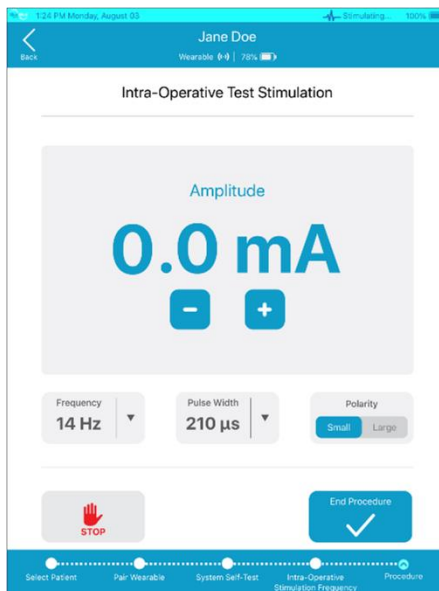 1:24 PM Monday, August 03 Stimulating... 100%
Jane Doe
Back
Wearable 78%
Intra-Operative Test Stimulation
Amplitude
0.0 mA
- +
Frequency
14 Hz
Pulse Width
210 µs
Polarity
Small Large
STOP
End Procedure
Select Patient Pair Wearable System Self-Test Intra-Operative Stimulation Frequency Procedure